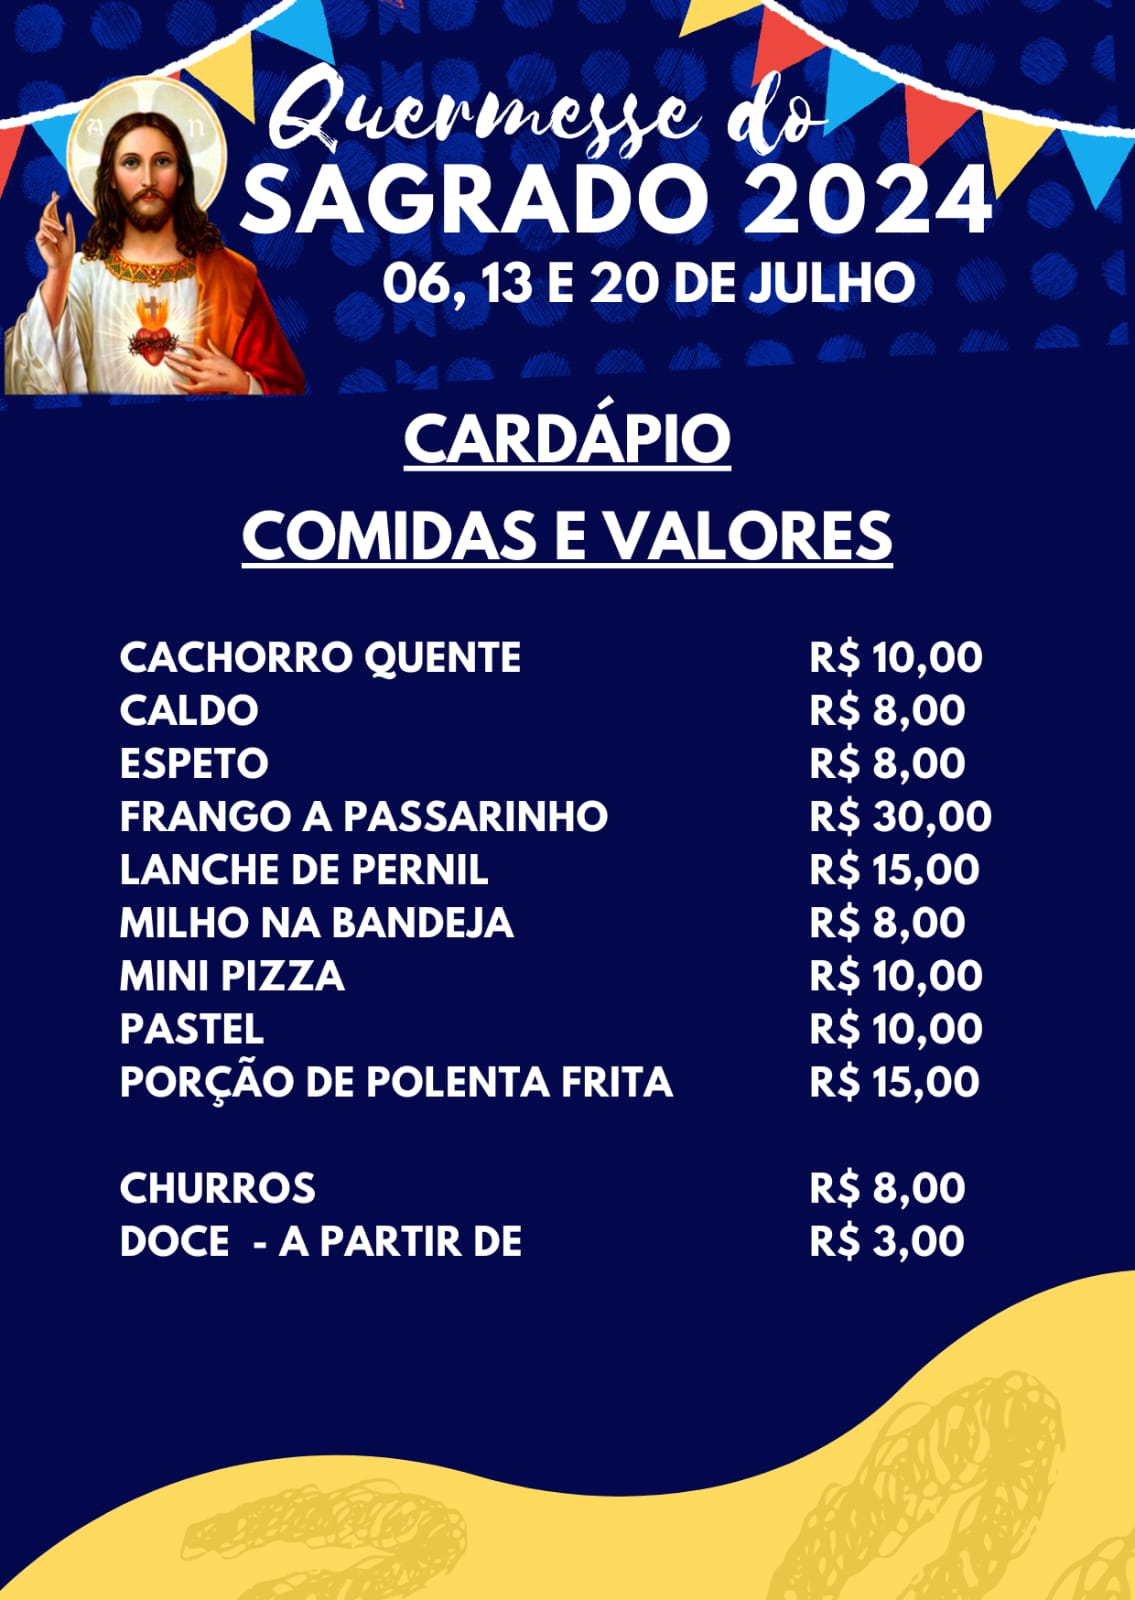 Quermesse do
SAGRADO 2024
06, 13 E 20 DE JULHO
CARDÁPIO
COMIDAS E VALORES
CACHORRO QUENTE R$ 10,00
CALDO R$ 8,00
ESPETO R$ 8,00
FRANGO A PASSARINHO R$ 30,00
LANCHE DE PERNIL R$ 15,00
MILHO NA BANDEJA R$ 8,00
MINI PIZZA R$ 10,00
PASTEL R$ 10,00
PORÇÃO DE POLENTA FRITA R$ 15,00
CHURROS R$ 8,00
DOCE - A PARTIR DE R$ 3,00